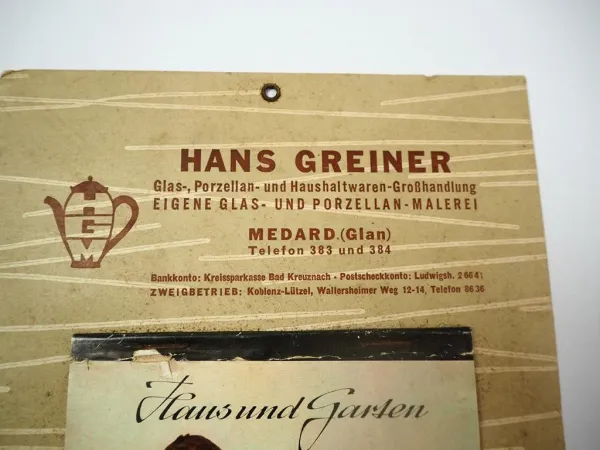 HANS GREINER
Glas-, Porzellan- und Haushaltwaren-Großhandlung
EIGENE GLAS- UND PORZELLAN-MALEREI
MEDARD (Glan)
Telefon 383 und 384
Bankkonto: Kreissparkasse Bad Kreuznach - Postscheckkonto: Ludwigsh. 26641
ZWEIGBETRIEB: Koblenz-Lützel, Wallersheimer Weg 12-14, Telefon 8636
Haus und Garten